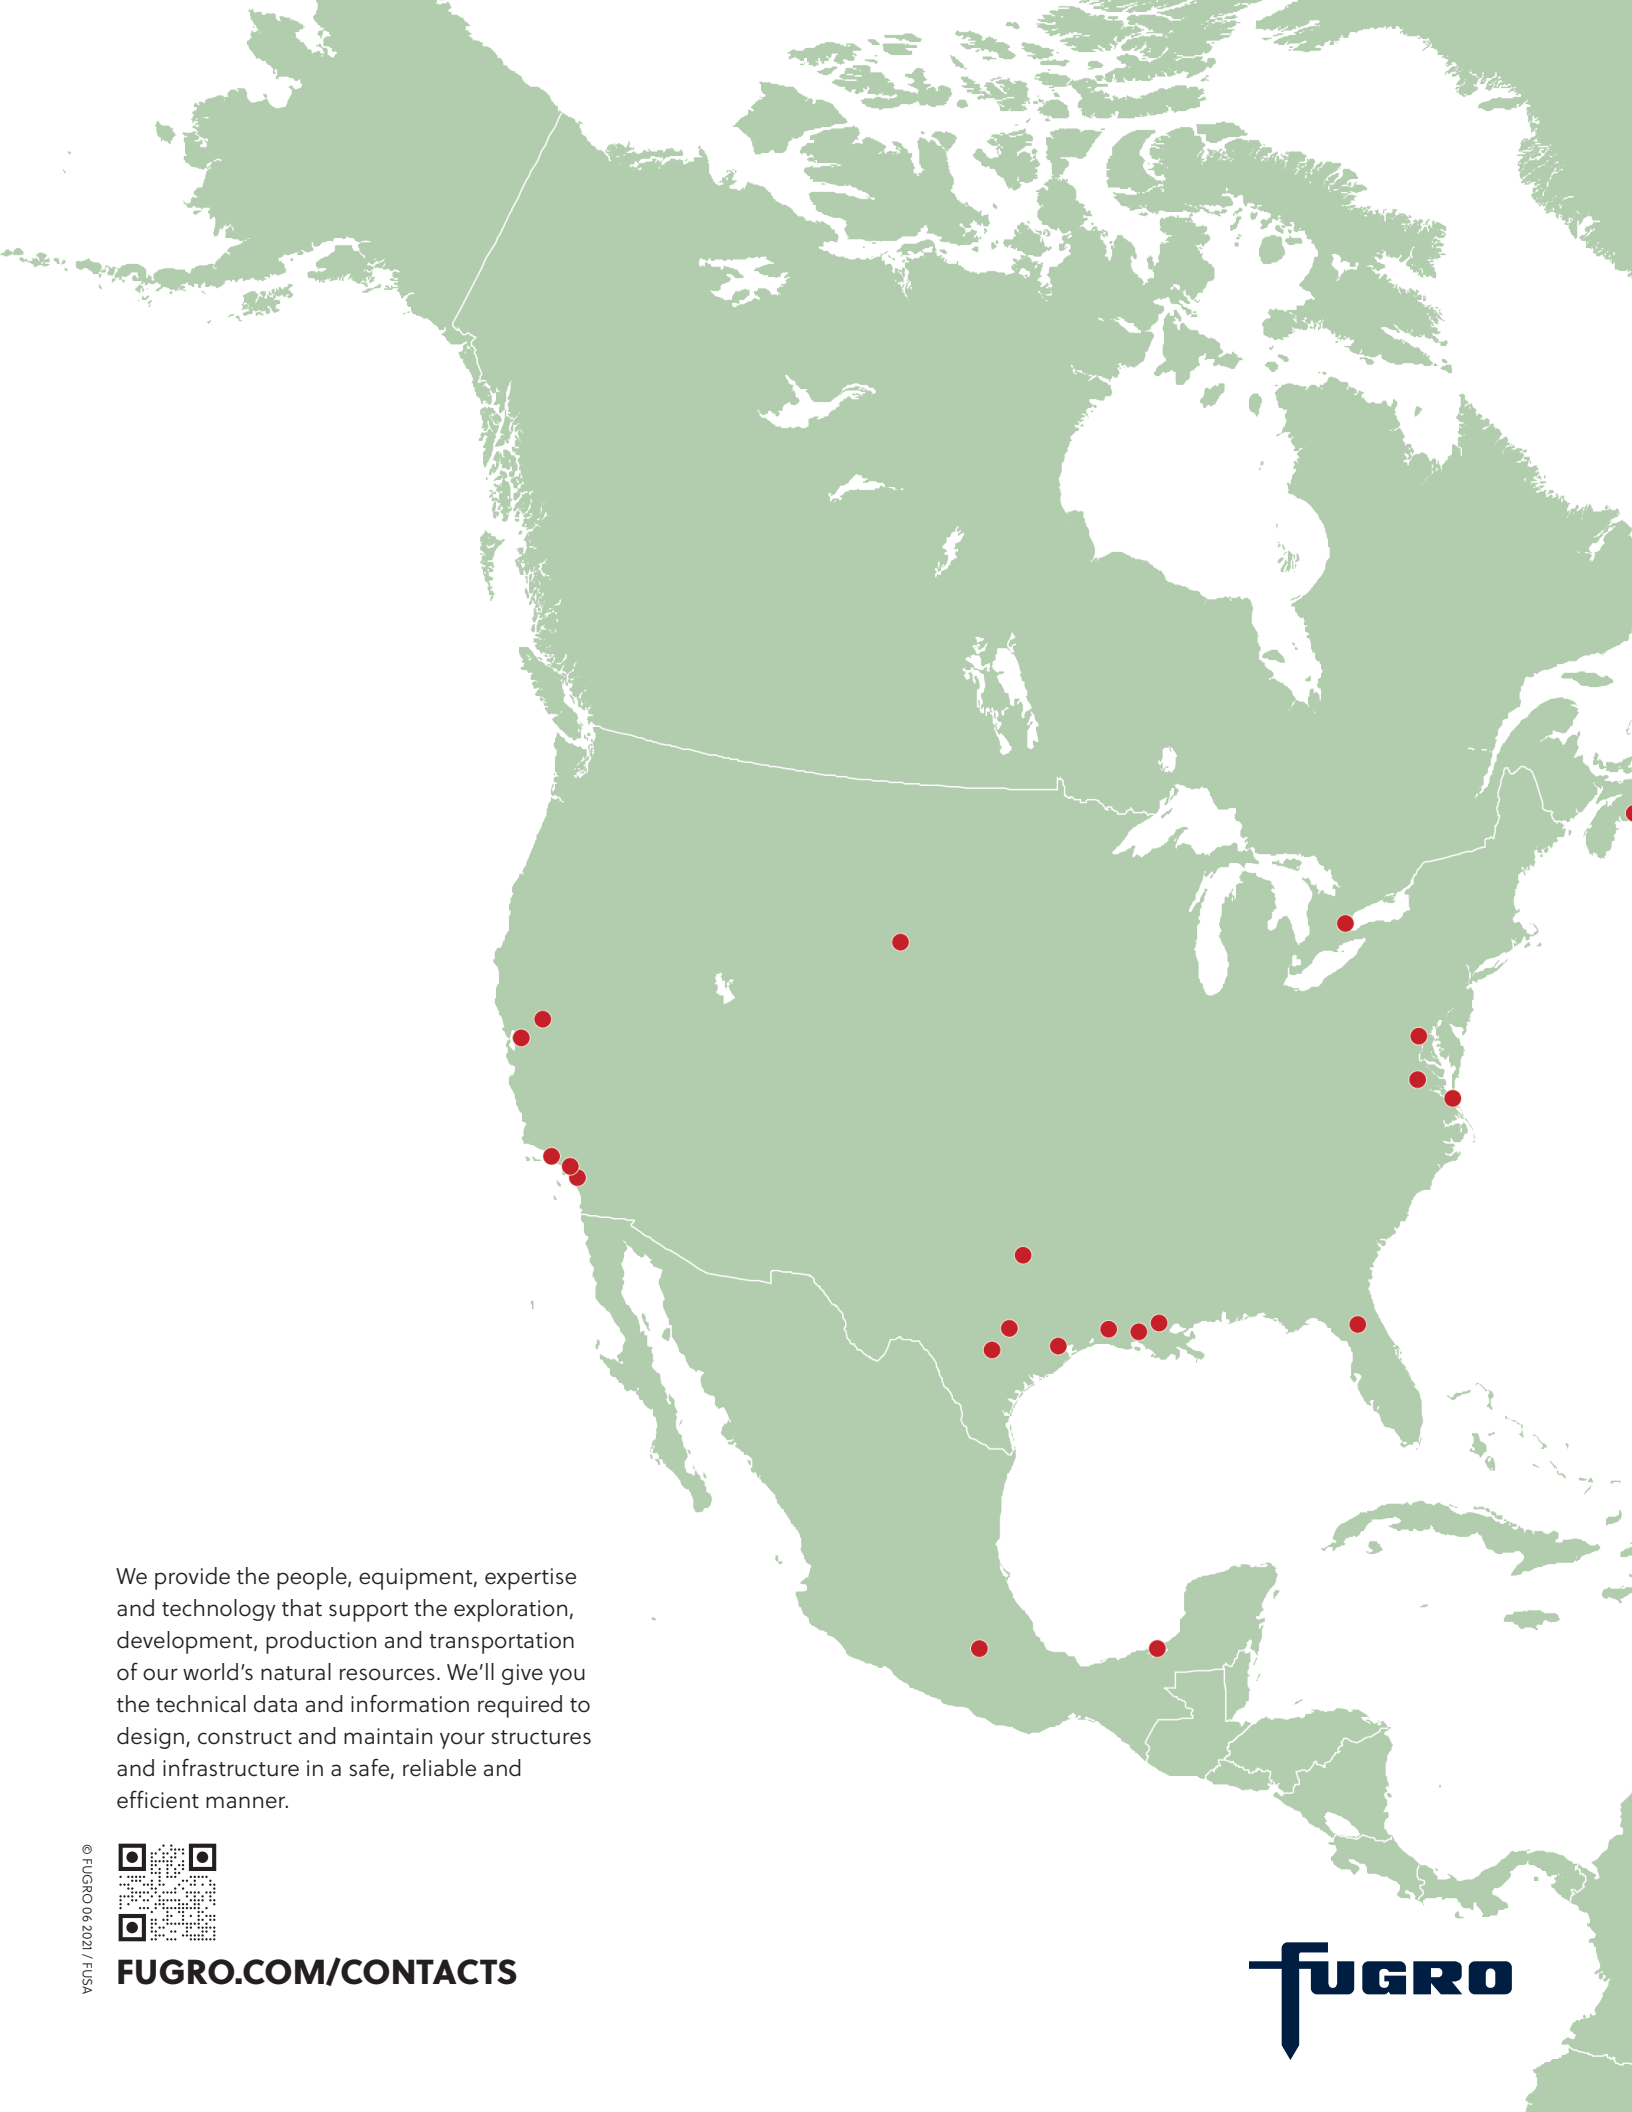 We provide the people, equipment, expertise
and technology that support the exploration,
development, production and transportation
of our world’s natural resources. We’ll give you
the technical data and information required to
design, construct and maintain your structures
and infrastructure in a safe, reliable and
efficient manner.
© FUGRO 06 2021 / FUSA
FUGRO.COM/CONTACTS
FUGRO